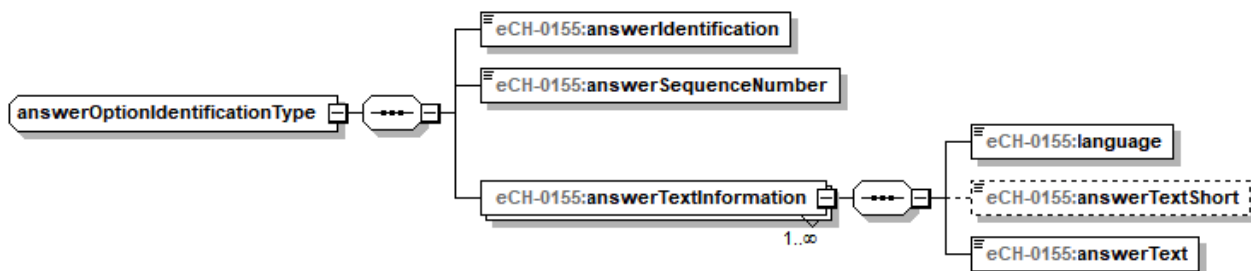 eCH-0155:answerIdentification
eCH-0155:answerSequenceNumber
answerOptionIdentificationType
eCH-0155:language
eCH-0155:answerTextInformation
1..∞
eCH-0155:answerTextShort
eCH-0155:answerText